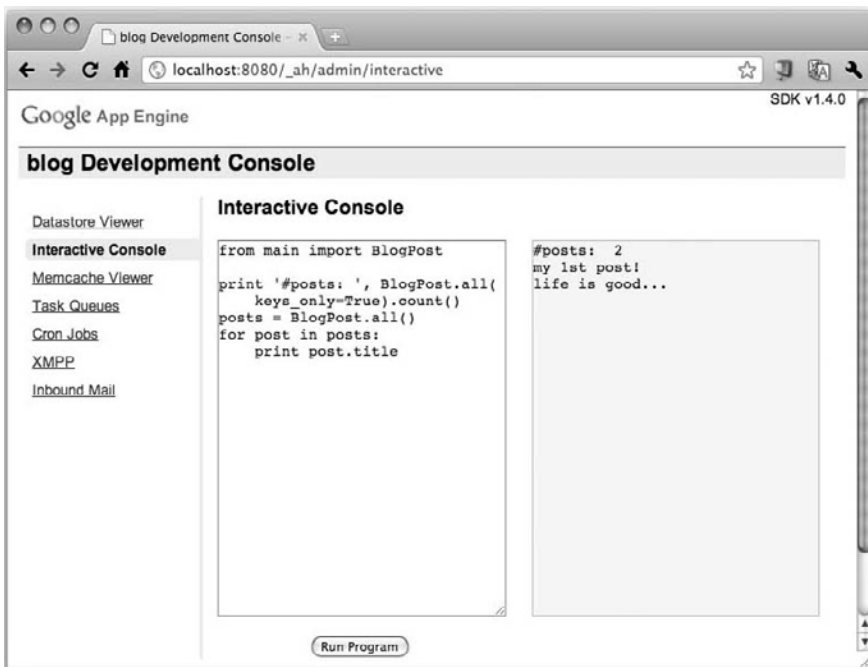 blog Development Console –
localhost:8080/_ah/admin/interactive
SDK v1.4.0
Google App Engine
blog Development Console
Datastore Viewer
Interactive Console
Memcache Viewer
Task Queues
Cron Jobs
XMPP
Inbound Mail
Interactive Console
from main import BlogPost
print '#posts: ', BlogPost.all(
    keys_only=True).count()
posts = BlogPost.all()
for post in posts:
    print post.title
#posts:  2
my 1st post!
life is good...
Run Program